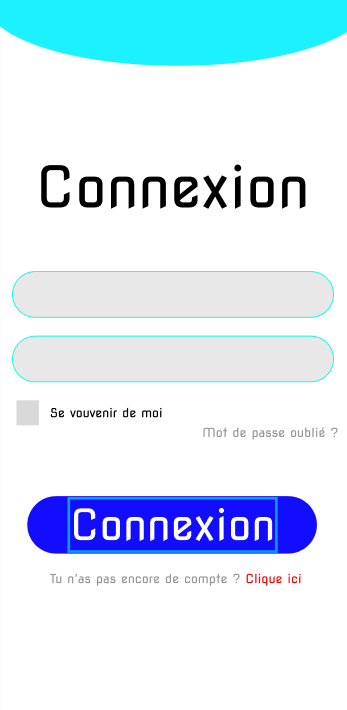 Connexion
Se vouvenir de moi
Mot de passe oublié ?
Connexion
Tu n'as pas encore de compte ? Clique ici